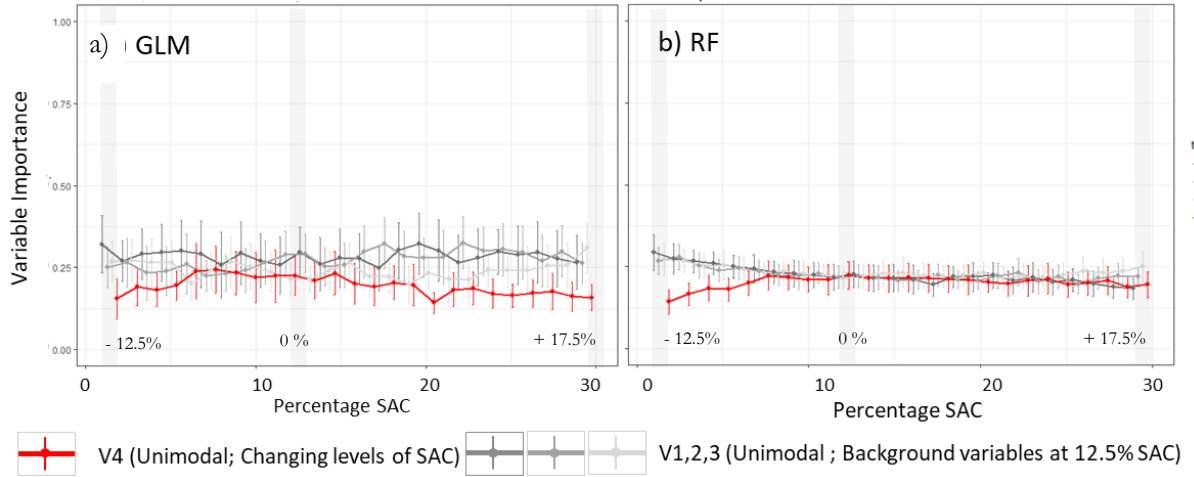 a) ) GLM
b) RF
Variable Importance
1.00
0.75
0.50
0.25
0.00
- 12.5%
0 %
+ 17.5%
- 12.5%
0 %
+ 17.5%
0
10
20
30
0
10
20
30
Percentage SAC
Percentage SAC
V4 (Unimodal; Changing levels of SAC)
V1,2,3 (Unimodal ; Background variables at 12.5% SAC)